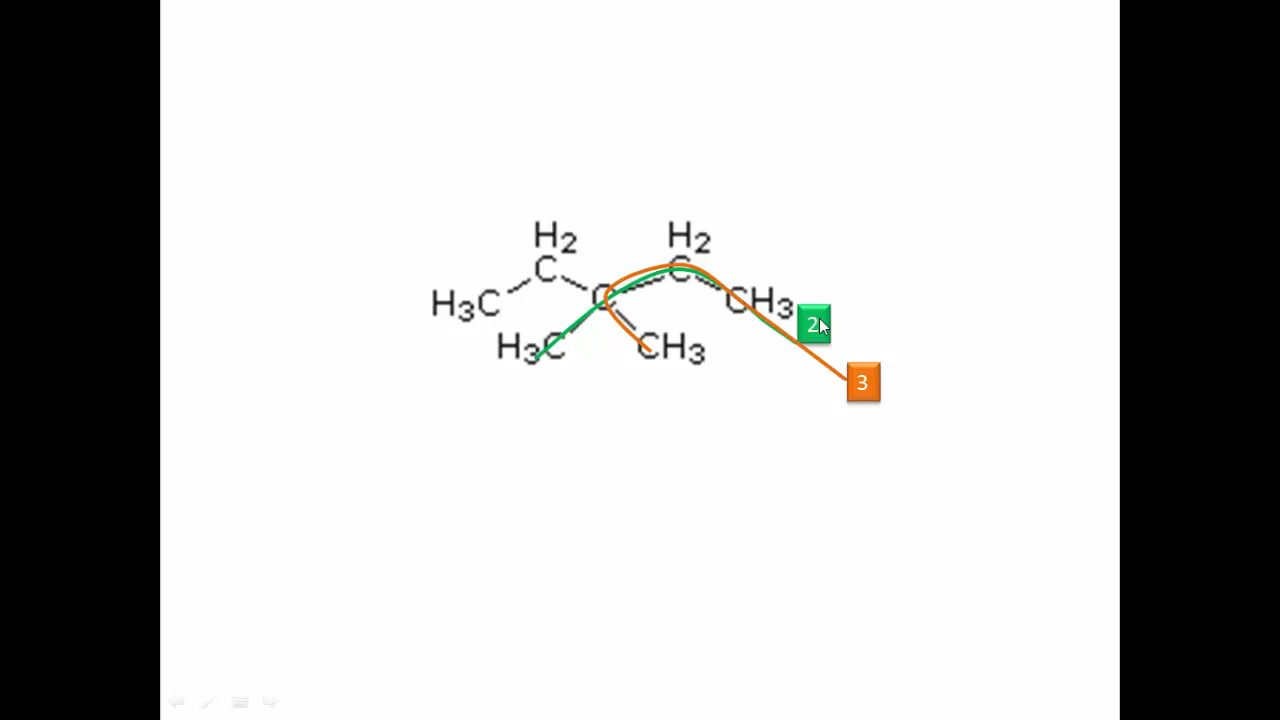 H₂ H₂
C C
H₃C C CH₃
H₃C CH₃
2
3